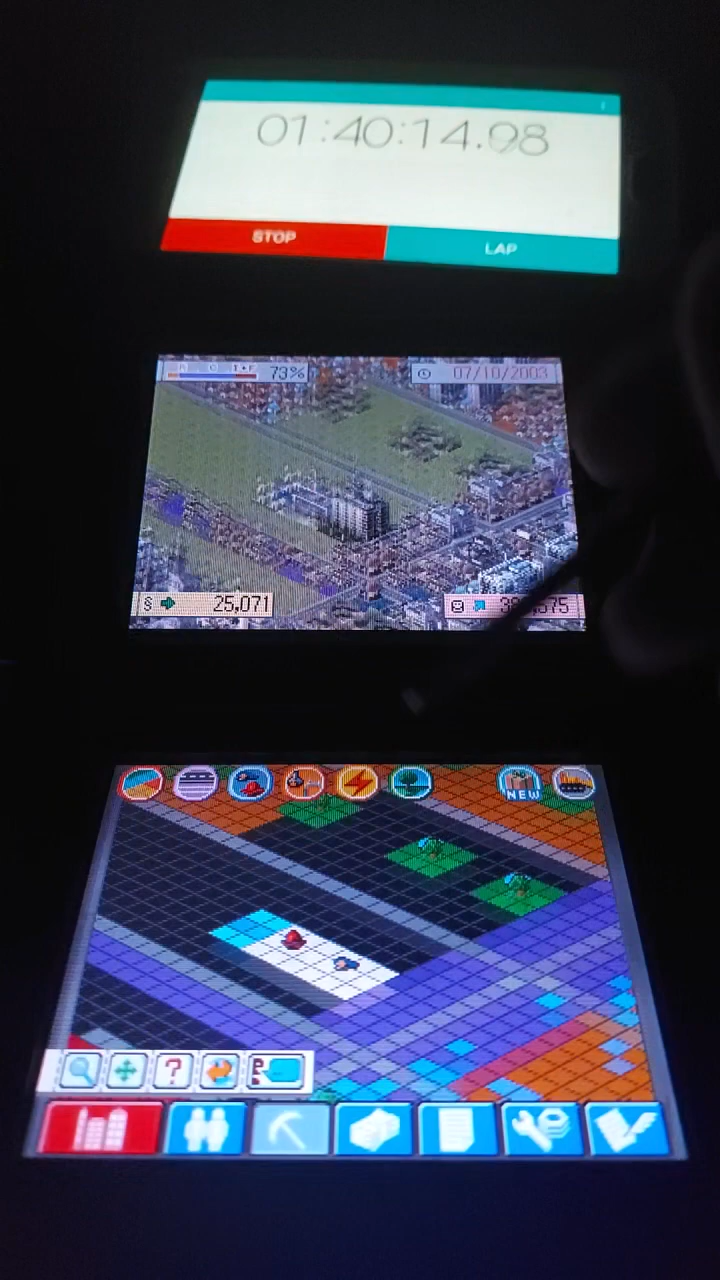 01:40:14.98
STOP
LAP
R C I+F 73%
07/10/2003
§ 25,071
NEW
?